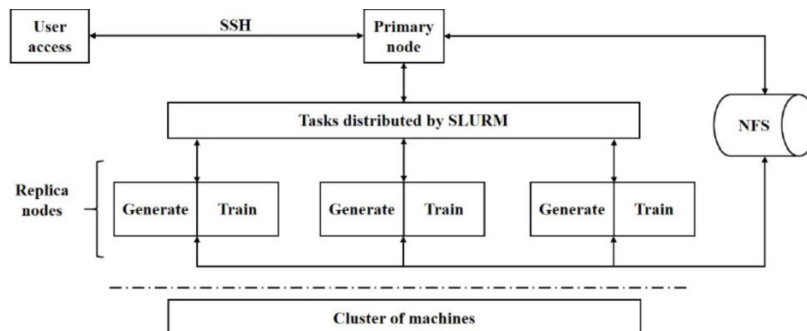 User
access
SSH
Primary
node
Tasks distributed by SLURM
NFS
Replica
nodes
Generate Train
Generate Train
Generate Train
Cluster of machines